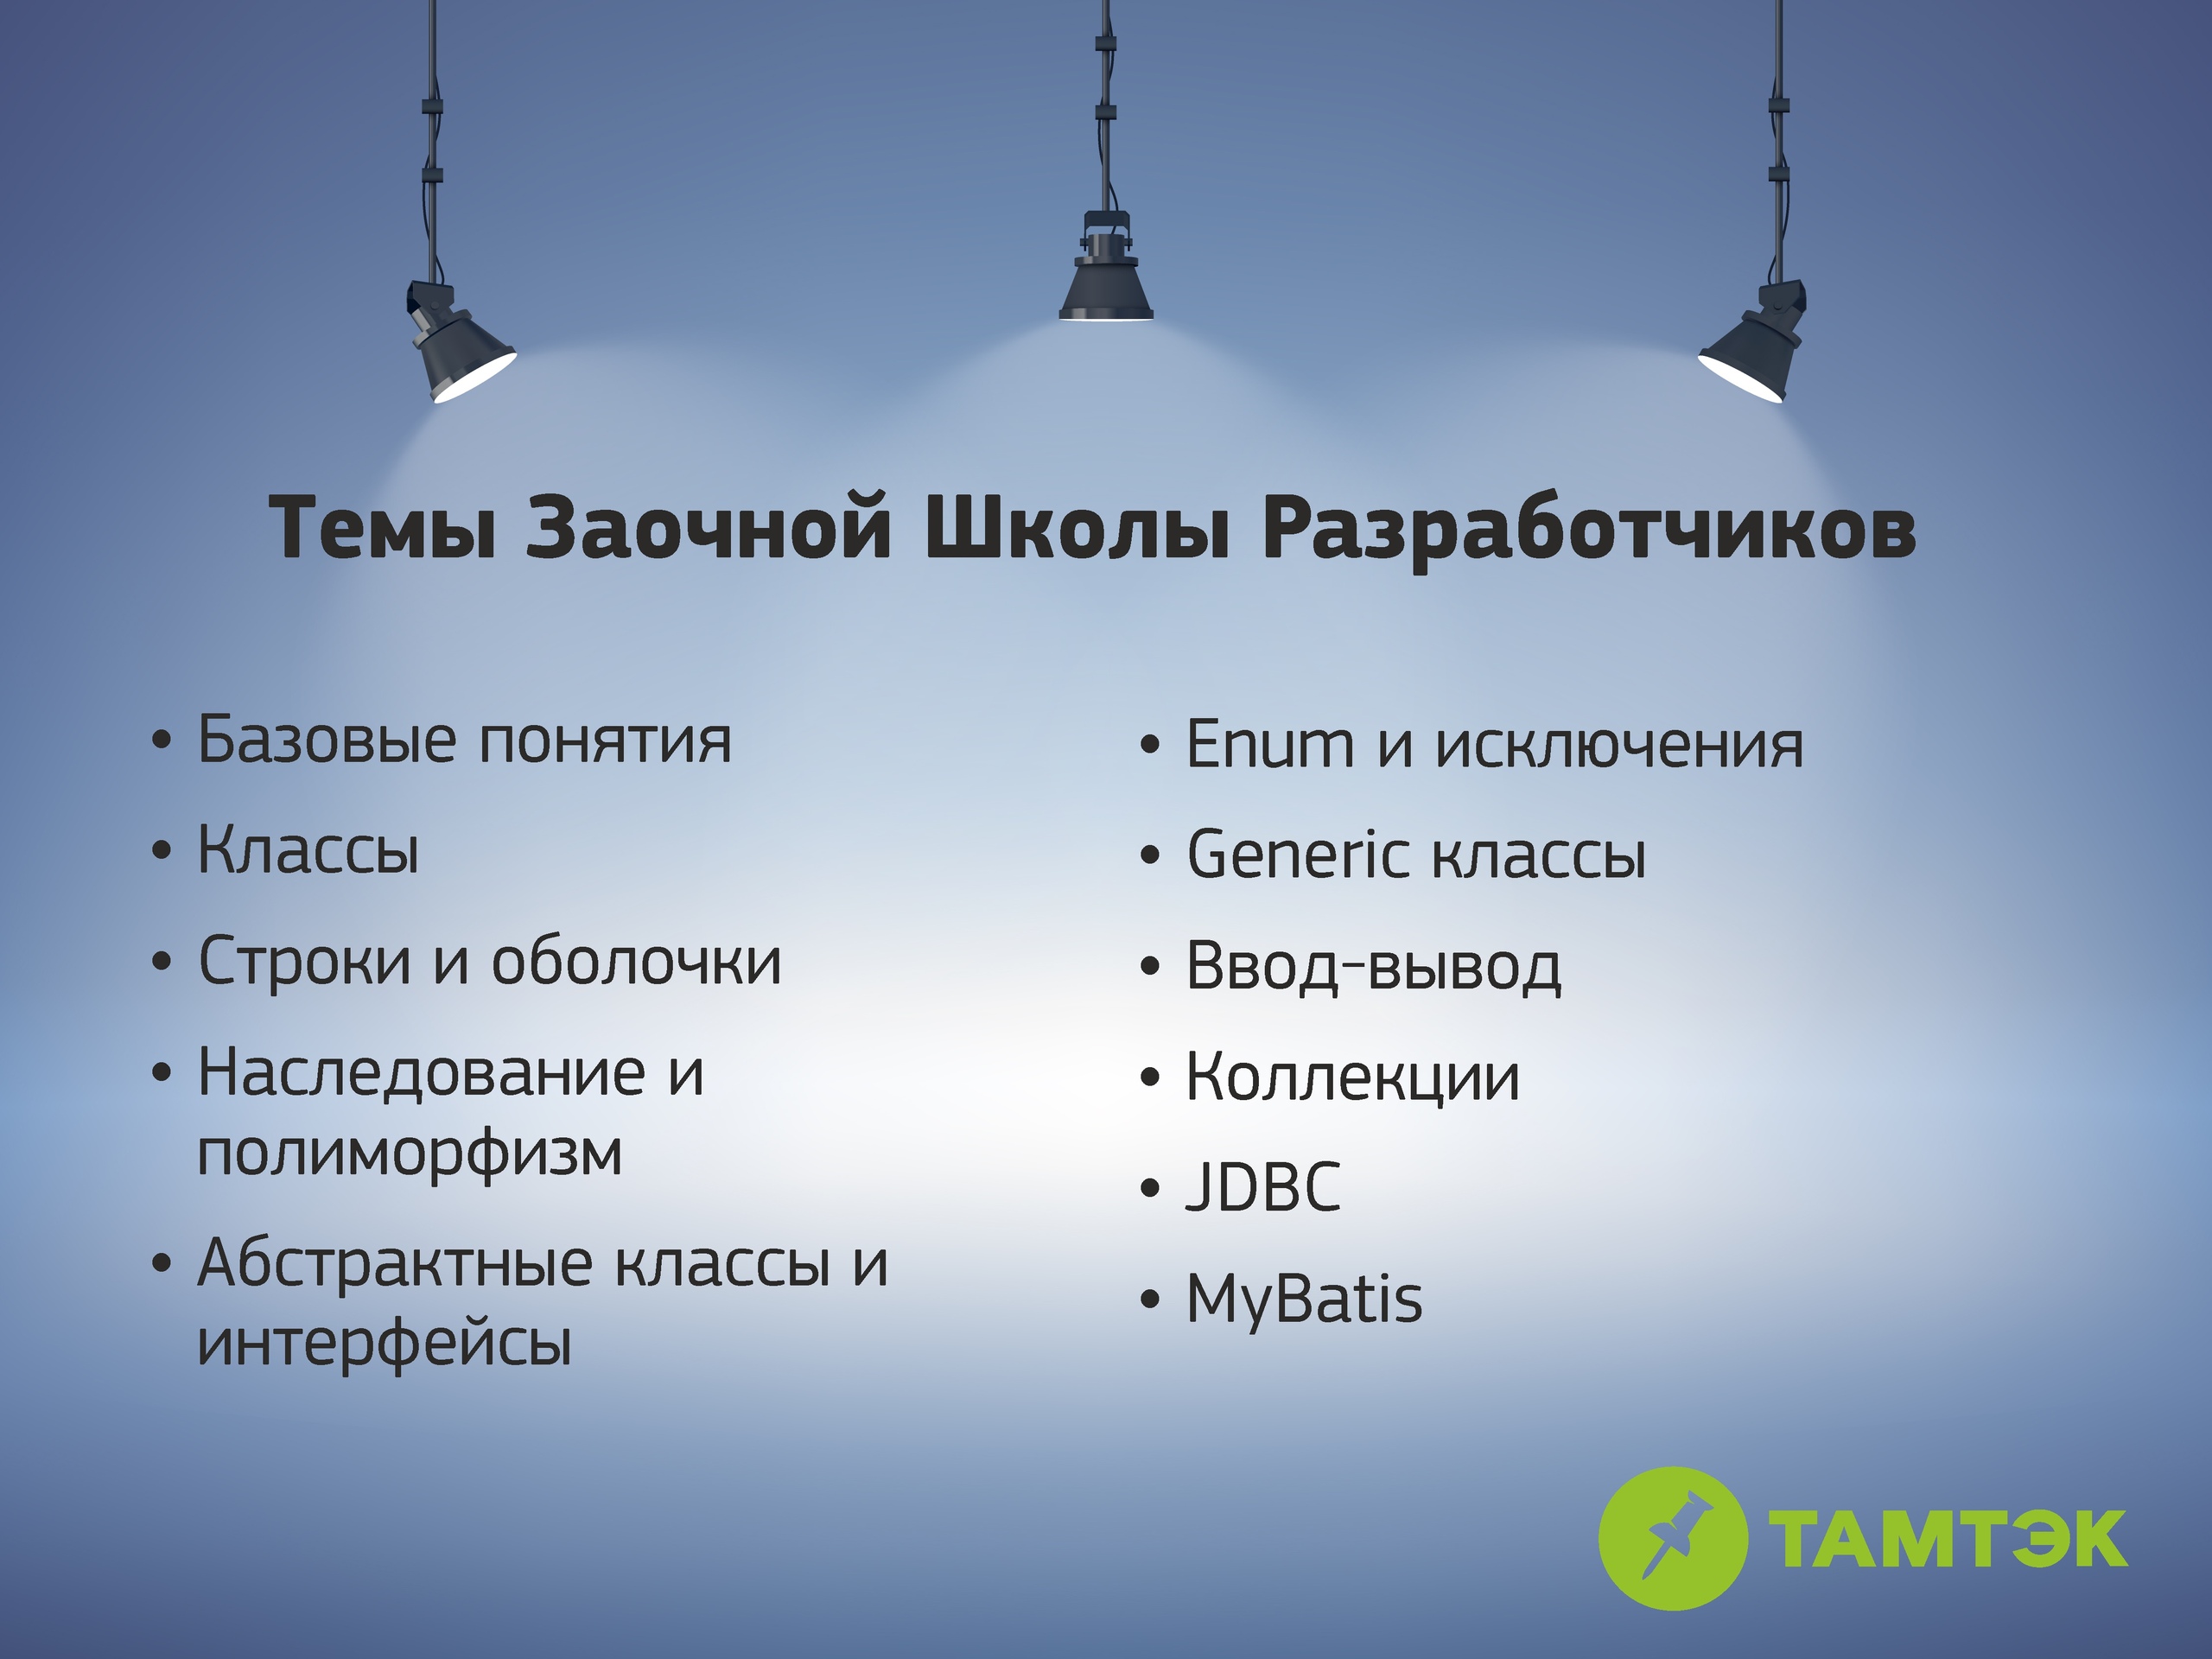 Темы Заочной Школы Разработчиков
• Базовые понятия
• Классы
• Строки и оболочки
• Наследование и
полиморфизм
• Абстрактные классы и
интерфейсы
• Enum и исключения
• Generic классы
• Ввод-вывод
• Коллекции
• JDBC
• MyBatis
ТАМТЭК